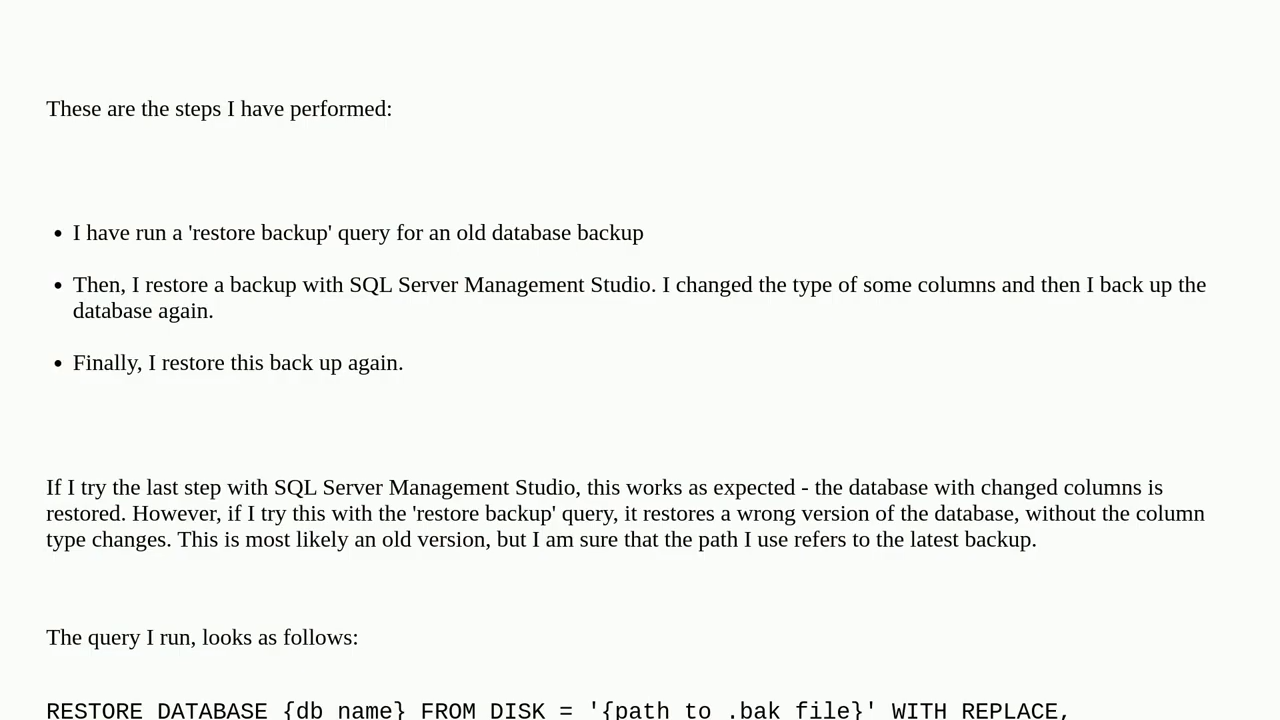 These are the steps I have performed:
• I have run a 'restore backup' query for an old database backup
• Then, I restore a backup with SQL Server Management Studio. I changed the type of some columns and then I back up the
database again.
• Finally, I restore this back up again.
If I try the last step with SQL Server Management Studio, this works as expected - the database with changed columns is
restored. However, if I try this with the 'restore backup' query, it restores a wrong version of the database, without the column
type changes. This is most likely an old version, but I am sure that the path I use refers to the latest backup.
The query I run, looks as follows:
RESTORE DATABASE {db name} FROM DISK = '{path to .bak file}' WITH REPLACE,